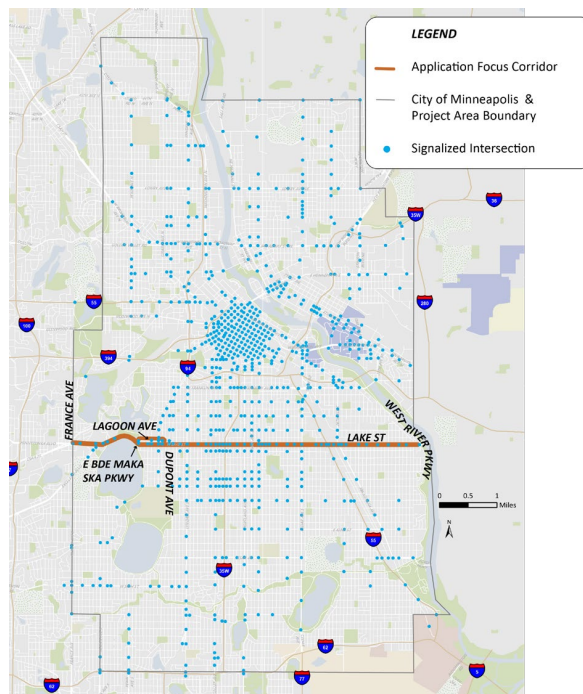 LEGEND
Application Focus Corridor
City of Minneapolis &
Project Area Boundary
Signalized Intersection
36
35W
55
280
100
394
94
FRANCE AVE
LAGOON AVE
LAKE ST
WEST RIVER PKWY
E BDE MAKA
SKA PKWY
DUPONT AVE
0 0.5 1
Miles
N
55
35W
62
77
62
5